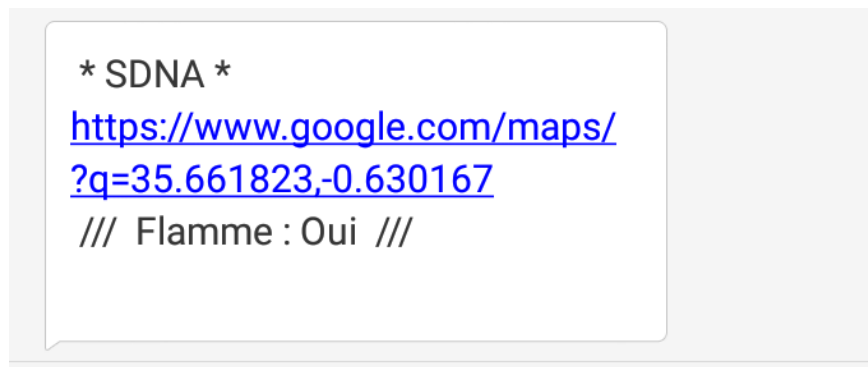 * SDNA *
https://www.google.com/maps/
?q=35.661823,-0.630167
/// Flamme : Oui ///